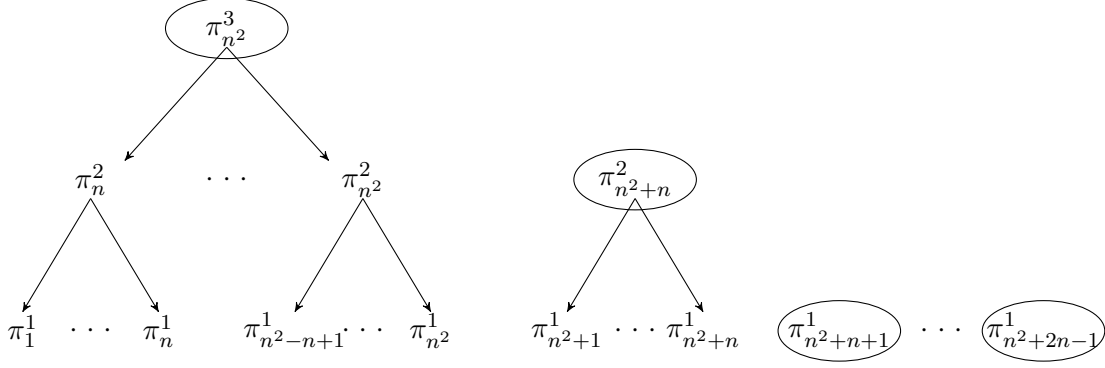 π^3_{n^2}
π^2_n ··· π^2_{n^2} π^2_{n^2+n}
π^1_1 ··· π^1_n π^1_{n^2−n+1} ··· π^1_{n^2} π^1_{n^2+1} ··· π^1_{n^2+n} π^1_{n^2+n+1} ··· π^1_{n^2+2n−1}